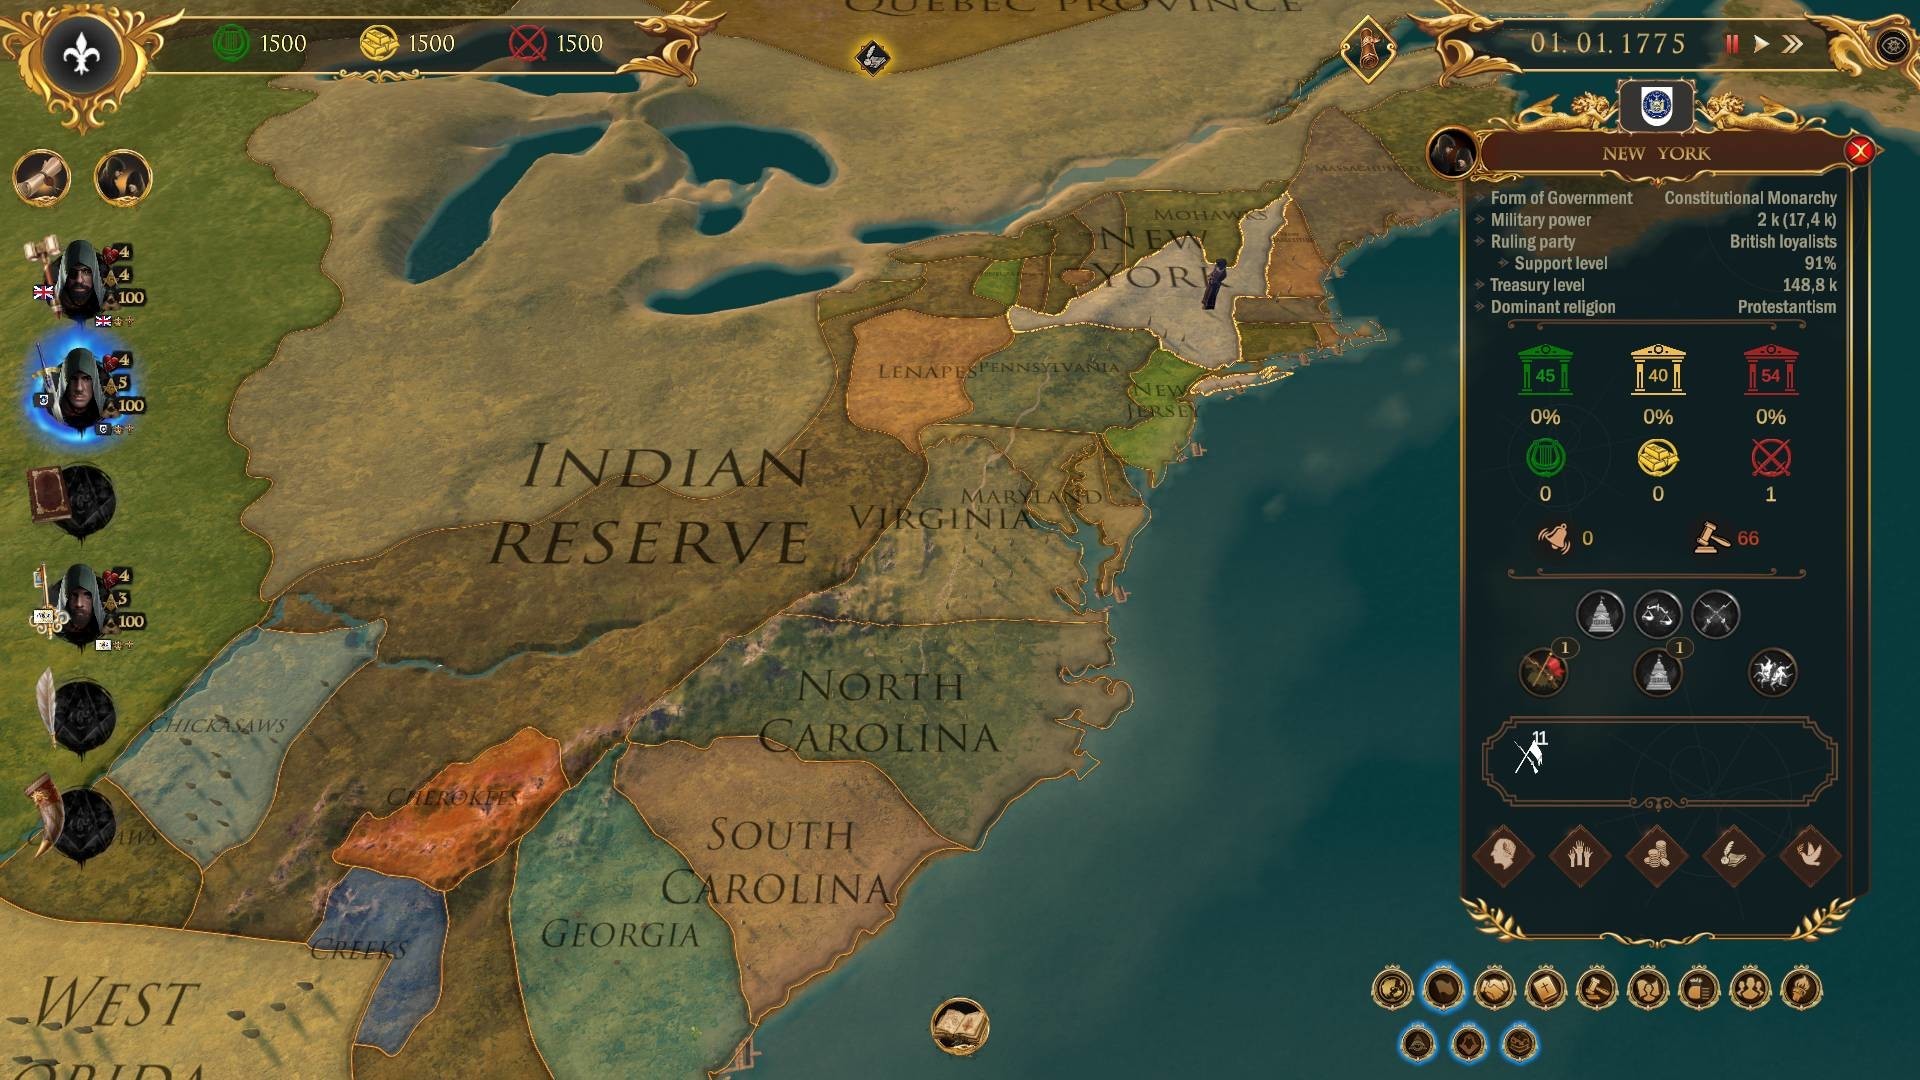 QUEBEC PROVINCE
1500
1500
1500
01.01.1775
NEW YORK
Form of Government Constitutional Monarchy
Military power 2 k (17,4 k)
Ruling party British loyalists
Support level 91%
Treasury level 148,8 k
Dominant religion Protestantism
45 40 54
0% 0% 0%
0 0 1
0 66
1 1
11
4
4
100
4
5
100
4
3
100
MASSACHUSETTS
MOHAWKS
NEW
YORK
LENAPES
PENNSYLVANIA
NEW
JERSEY
INDIAN
RESERVE
MARYLAND
VIRGINIA
NORTH
CAROLINA
CHICKASAWS
CHEROKEES
SOUTH
CAROLINA
GEORGIA
CREEKS
WEST